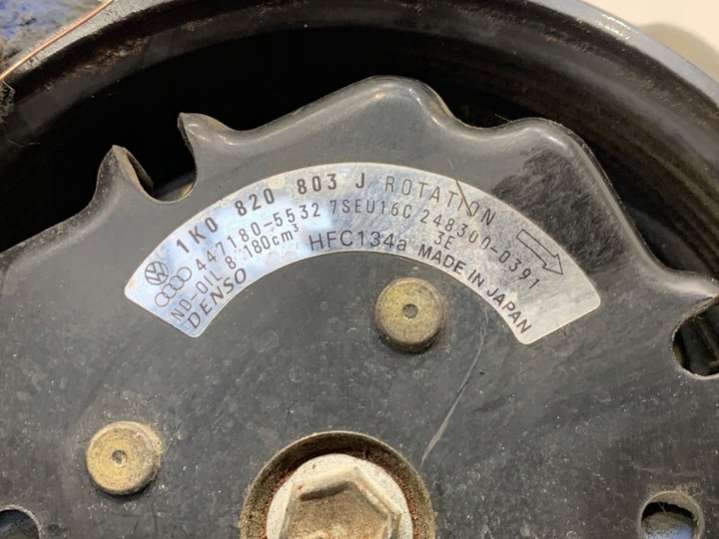 1K0 820 803 J ROTATION
447180-5532 7SEU16C 248300-0391
ND-OIL 8 180cm³ HFC134a 3E
DENSO MADE IN JAPAN